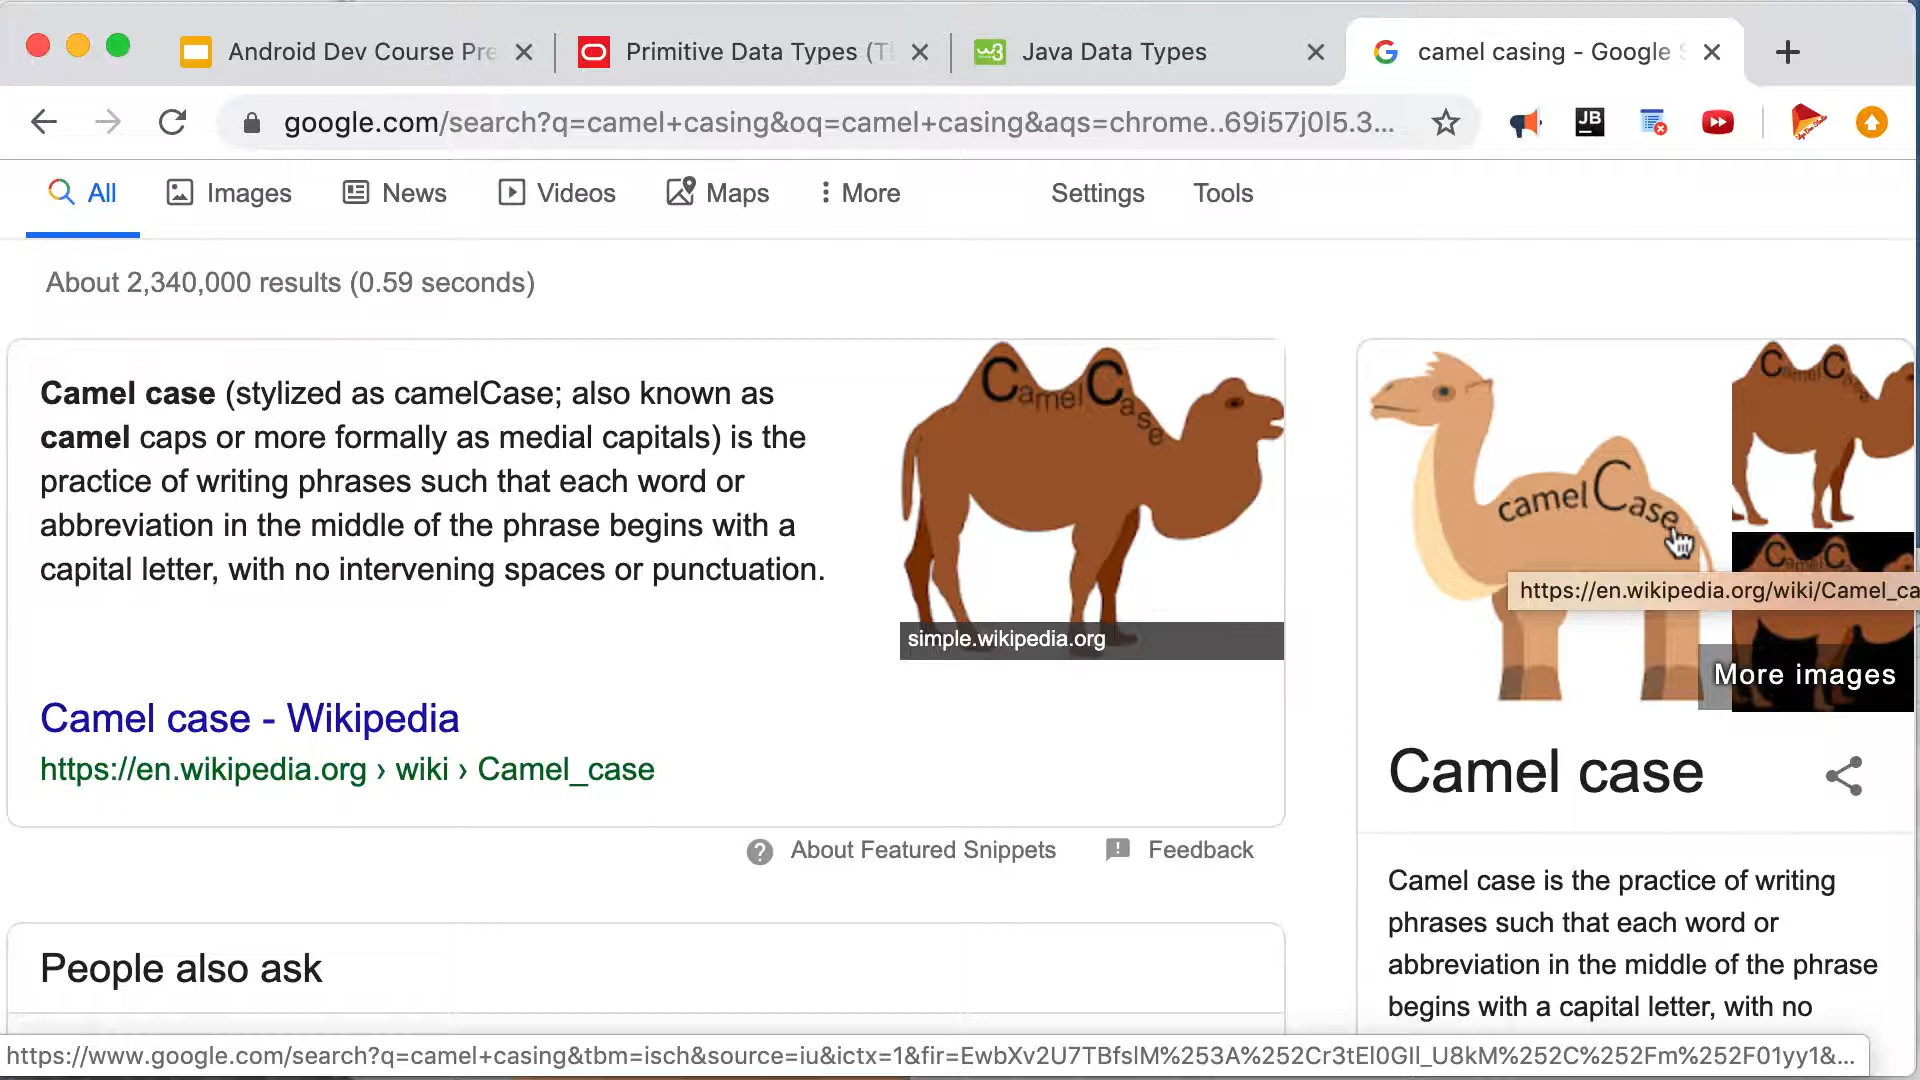 Android Dev Course Pre
Primitive Data Types (T
w3
Java Data Types
camel casing - Google S
google.com/search?q=camel+casing&oq=camel+casing&aqs=chrome..69i57j0l5.3...
JB
All
Images
News
Videos
Maps
More
Settings
Tools
About 2,340,000 results (0.59 seconds)
Camel case (stylized as camelCase; also known as
camel caps or more formally as medial capitals) is the
practice of writing phrases such that each word or
abbreviation in the middle of the phrase begins with a
capital letter, with no intervening spaces or punctuation.
CamelCase
simple.wikipedia.org
Camel case - Wikipedia
https://en.wikipedia.org › wiki › Camel_case
About Featured Snippets
Feedback
People also ask
camelCase
CamelCase
CamelC
https://en.wikipedia.org/wiki/Camel_ca
More images
Camel case
Camel case is the practice of writing
phrases such that each word or
abbreviation in the middle of the phrase
begins with a capital letter, with no
https://www.google.com/search?q=camel+casing&tbm=isch&source=iu&ictx=1&fir=EwbXv2U7TBfslM%253A%252Cr3tEl0GIl_U8kM%252C%252Fm%252F01yy1&...